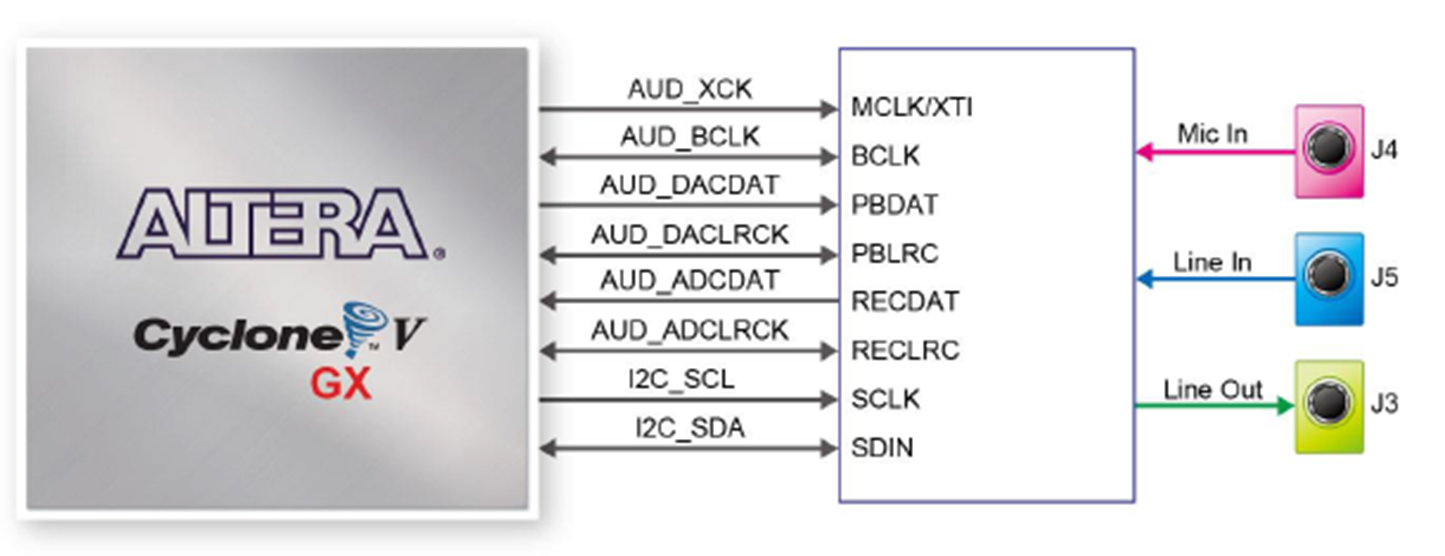 ALTERA®
Cyclone™ V
GX
AUD_XCK
AUD_BCLK
AUD_DACDAT
AUD_DACLRCK
AUD_ADCDAT
AUD_ADCLRCK
I2C_SCL
I2C_SDA
MCLK/XTI
BCLK
PBDAT
PBLRC
RECDAT
RECLRC
SCLK
SDIN
Mic In
J4
Line In
J5
Line Out
J3